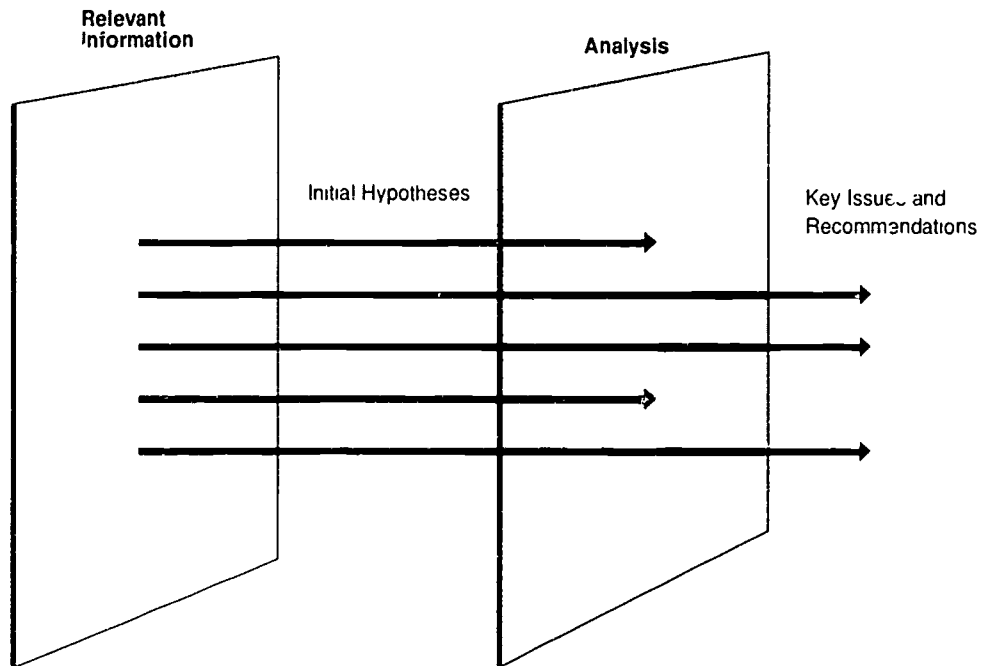 Relevant
Information
Analysis
Initial Hypotheses
Key Issues and
Recommendations